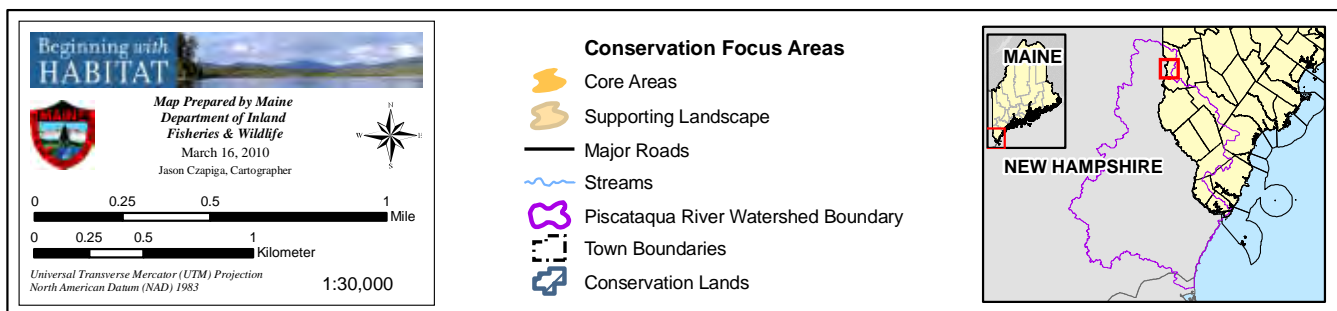 Beginning with
HABITAT
MAINE
Map Prepared by Maine
Department of Inland
Fisheries & Wildlife
March 16, 2010
Jason Czapiga, Cartographer
N
W E
S
0 0.25 0.5 1
Mile
0 0.25 0.5 1
Kilometer
Universal Transverse Mercator (UTM) Projection
North American Datum (NAD) 1983
1:30,000
Conservation Focus Areas
Core Areas
Supporting Landscape
Major Roads
Streams
Piscataqua River Watershed Boundary
Town Boundaries
Conservation Lands
MAINE
NEW HAMPSHIRE